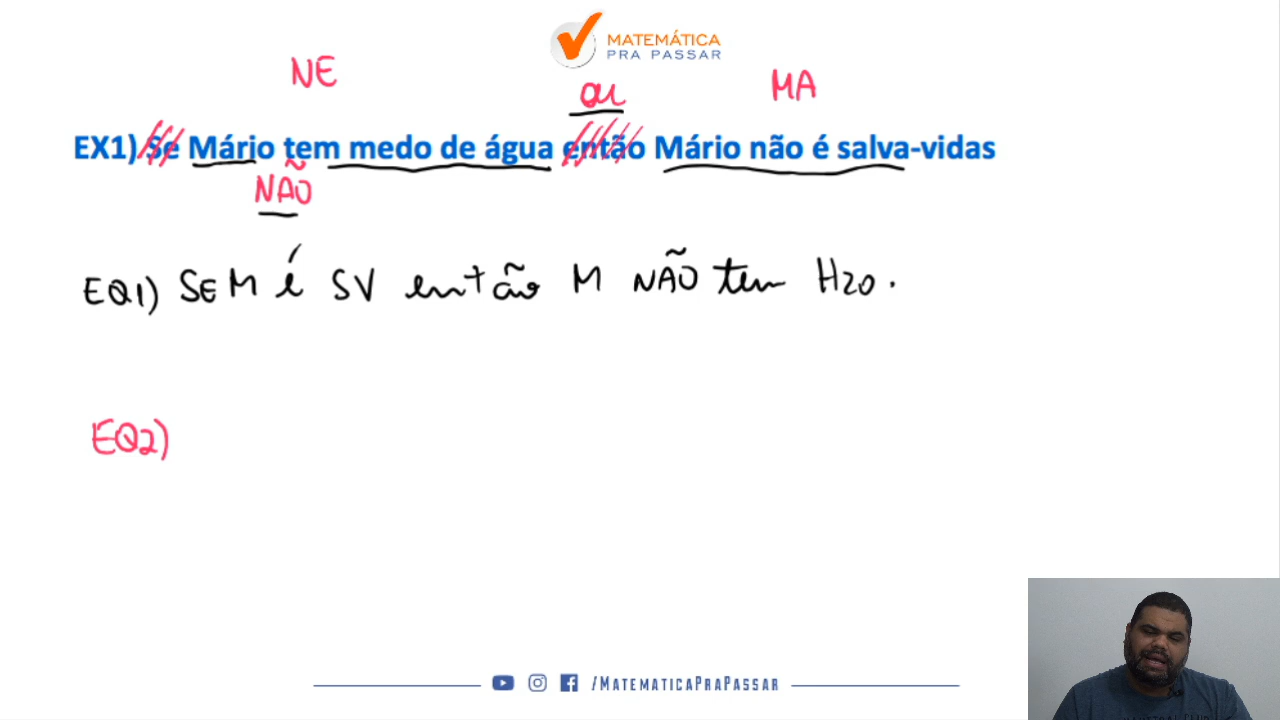 MATEMÁTICA
PRA PASSAR
NE
OU
MA
EX1) Se Mário tem medo de água então Mário não é salva-vidas
NÃO
EQ1) SE M é SV então M NÃO tem H2O.
EQ2)
/MATEMATICAPRAPASSAR